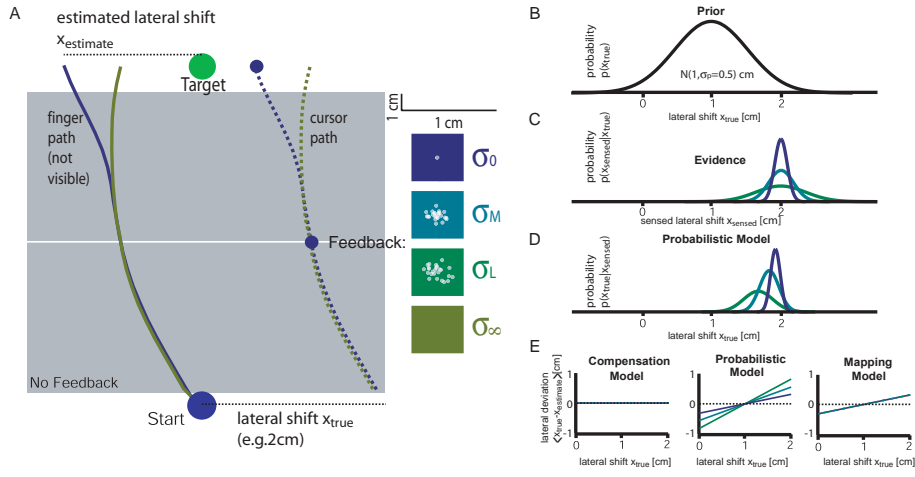 A
estimated lateral shift
x_estimate
Target
finger
path
(not
visible)
cursor
path
1 cm
1 cm
σ0
σM
Feedback:
σL
σ∞
No Feedback
Start
lateral shift x_true
(e.g.2cm)
B
Prior
probability
p(x_true)
N(1,σp=0.5) cm
0 1 2
lateral shift x_true [cm]
C
Evidence
probability
p(x_sensed|x_true)
0 1 2
sensed lateral shift x_sensed [cm]
D
Probabilistic Model
probability
p(x_true|x_sensed)
0 1 2
lateral shift x_true [cm]
E
lateral deviation
<x_true-x_estimate>[cm]
Compensation
Model
1
0
-1
0 1 2
lateral shift x_true [cm]
Probabilistic
Model
1
0
-1
0 1 2
lateral shift x_true [cm]
Mapping
Model
1
0
-1
0 1 2
lateral shift x_true [cm]